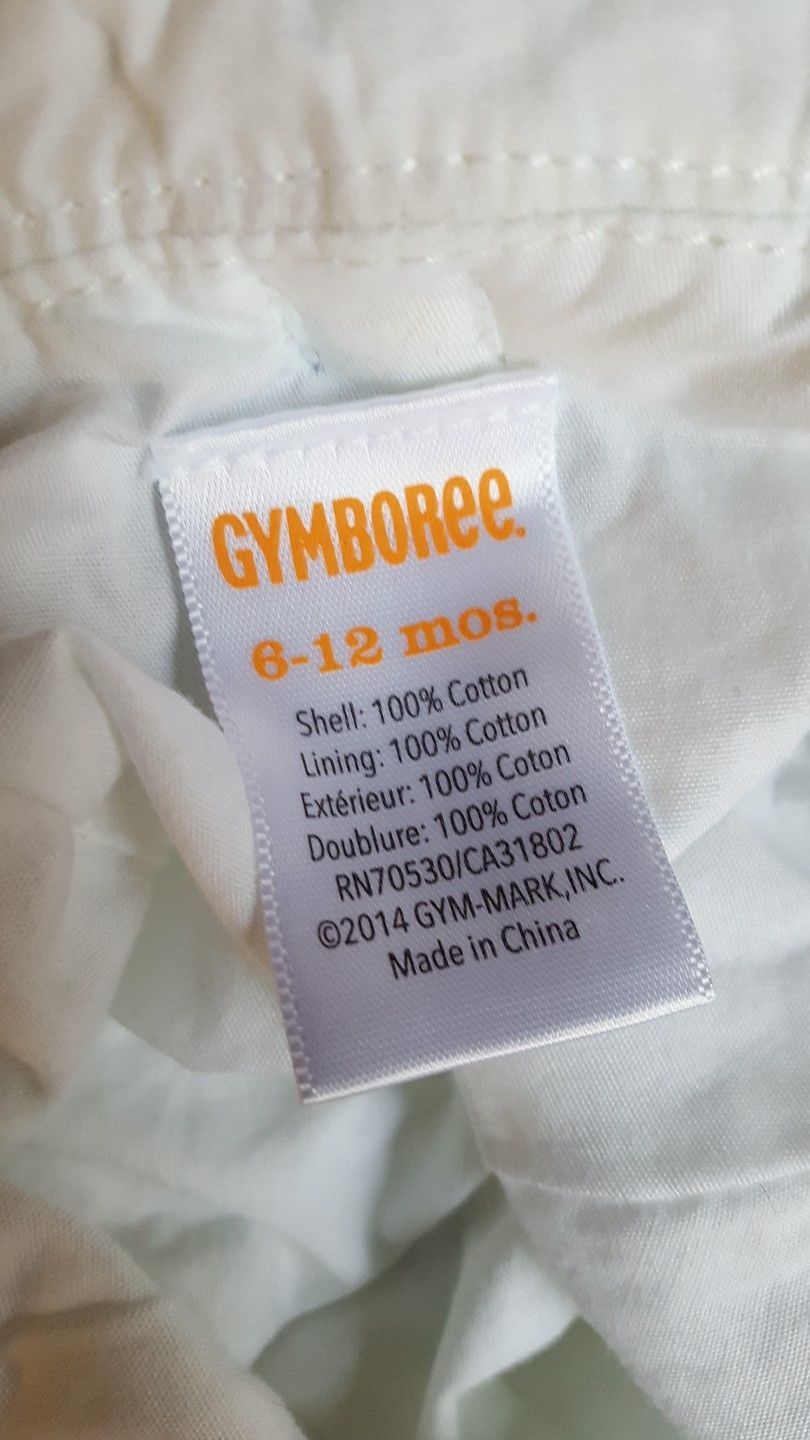 GYMBOREE.
6-12 mos.
Shell: 100% Cotton
Lining: 100% Cotton
Extérieur: 100% Coton
Doublure: 100% Coton
RN70530/CA31802
©2014 GYM-MARK,INC.
Made in China